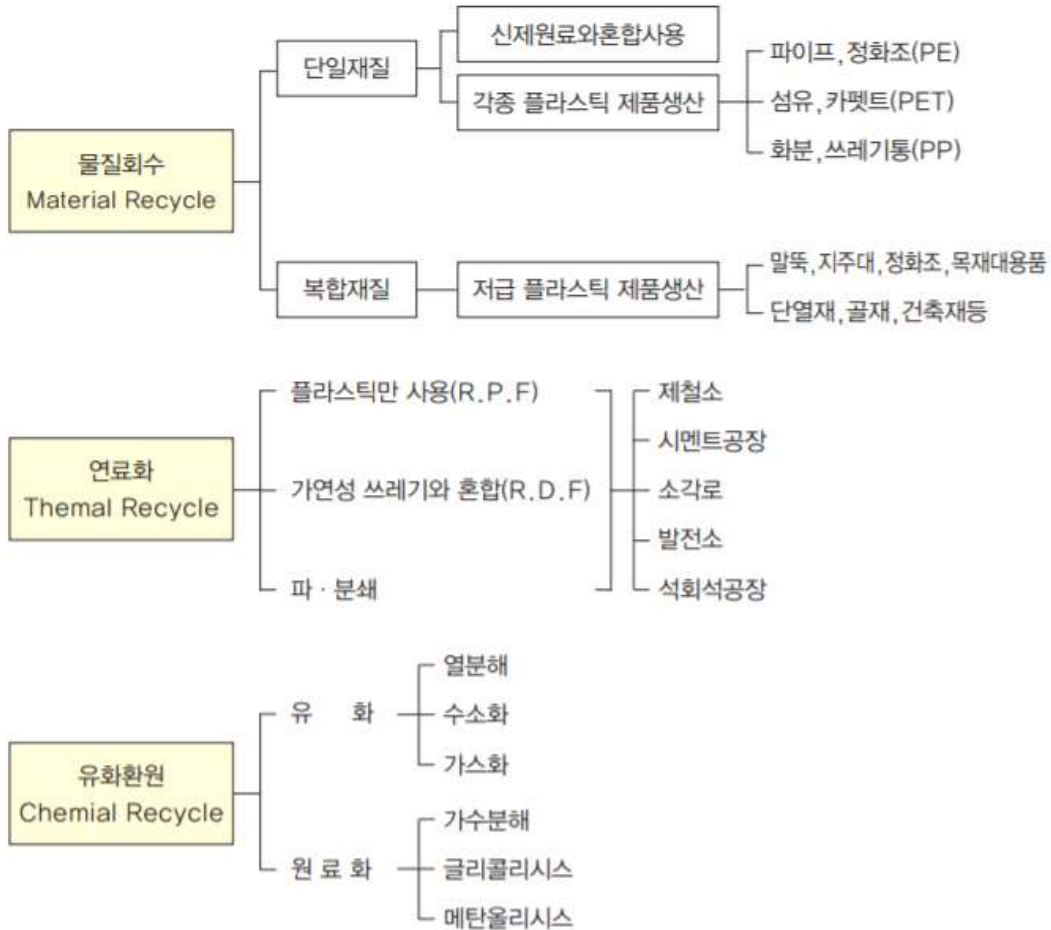 물질회수
Material Recycle
단일재질
신제원료와혼합사용
각종 플라스틱 제품생산
파이프, 정화조(PE)
섬유, 카펫트(PET)
화분, 쓰레기통(PP)
복합재질
저급 플라스틱 제품생산
말뚝, 지주대, 정화조, 목재대용품
단열재, 골재, 건축재등
연료화
Themal Recycle
플라스틱만 사용(R.P.F)
가연성 쓰레기와 혼합(R.D.F)
파·분쇄
제철소
시멘트공장
소각로
발전소
석회석공장
유화환원
Chemial Recycle
유 화
열분해
수소화
가스화
원 료 화
가수분해
글리콜리시스
메탄올리시스